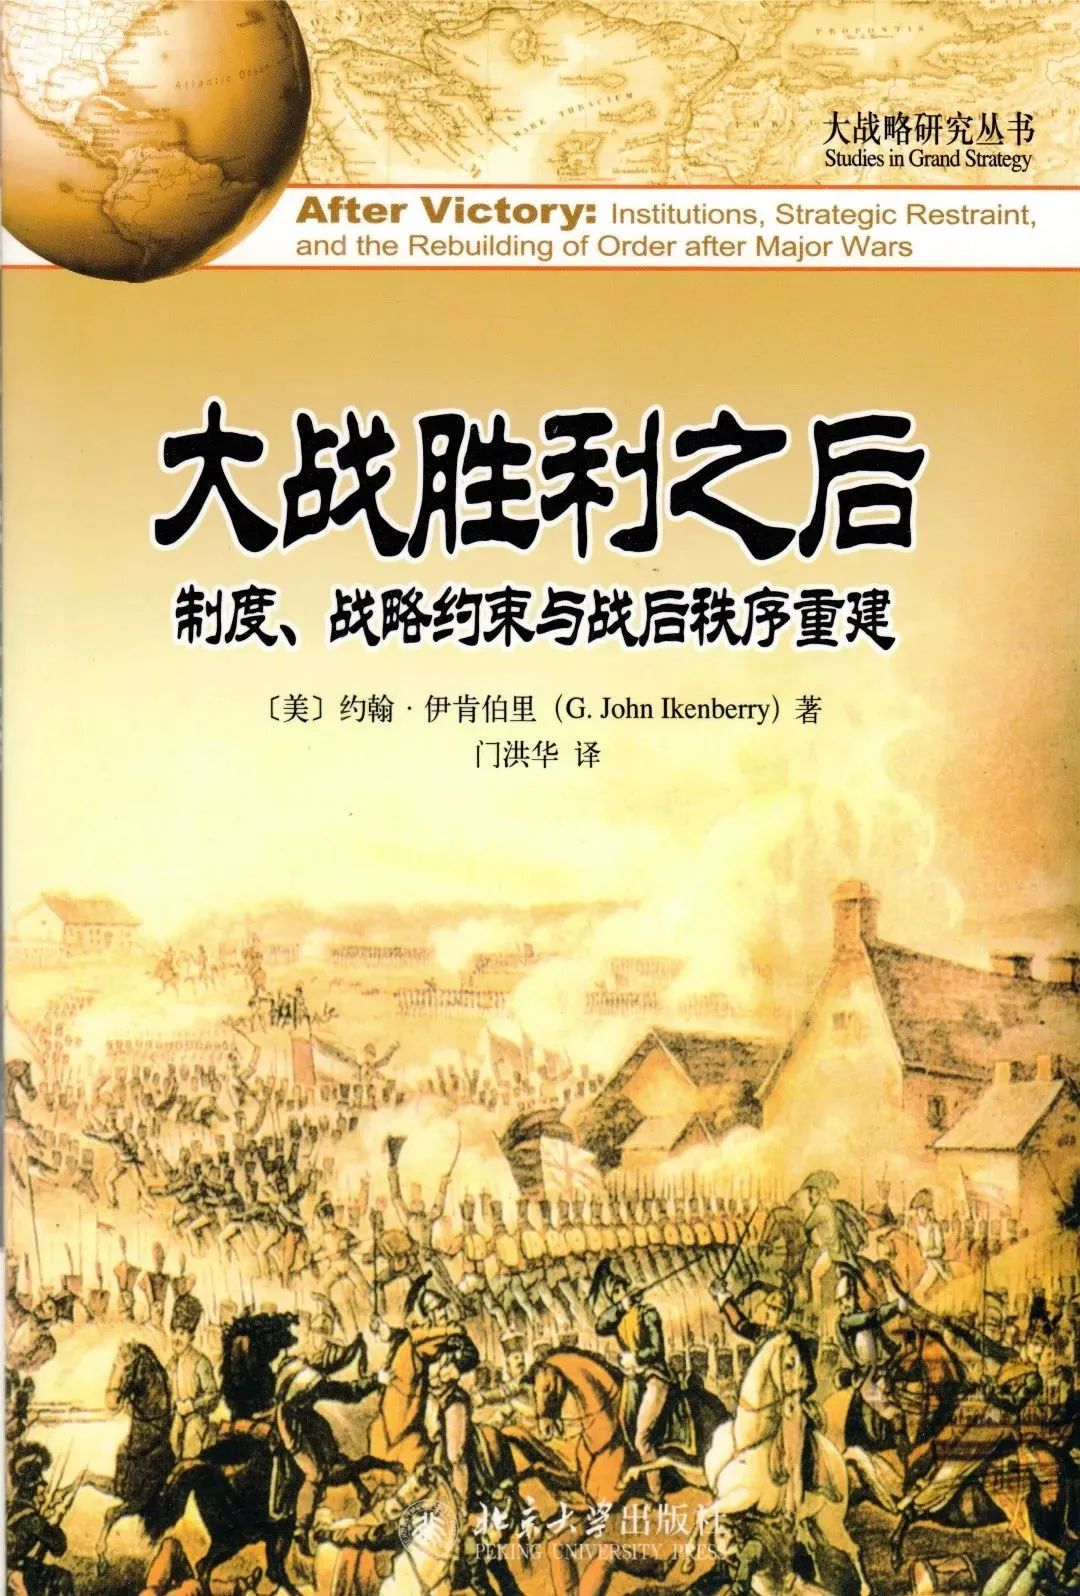 大战略研究丛书
Studies in Grand Strategy
After Victory: Institutions, Strategic Restraint,
and the Rebuilding of Order after Major Wars
大战胜利之后
制度、战略约束与战后秩序重建
〔美〕约翰·伊肯伯里（G. John Ikenberry）著
门洪华 译
北京大学出版社
PEKING UNIVERSITY PRESS
Atlantic Ocean
PROPONTIS